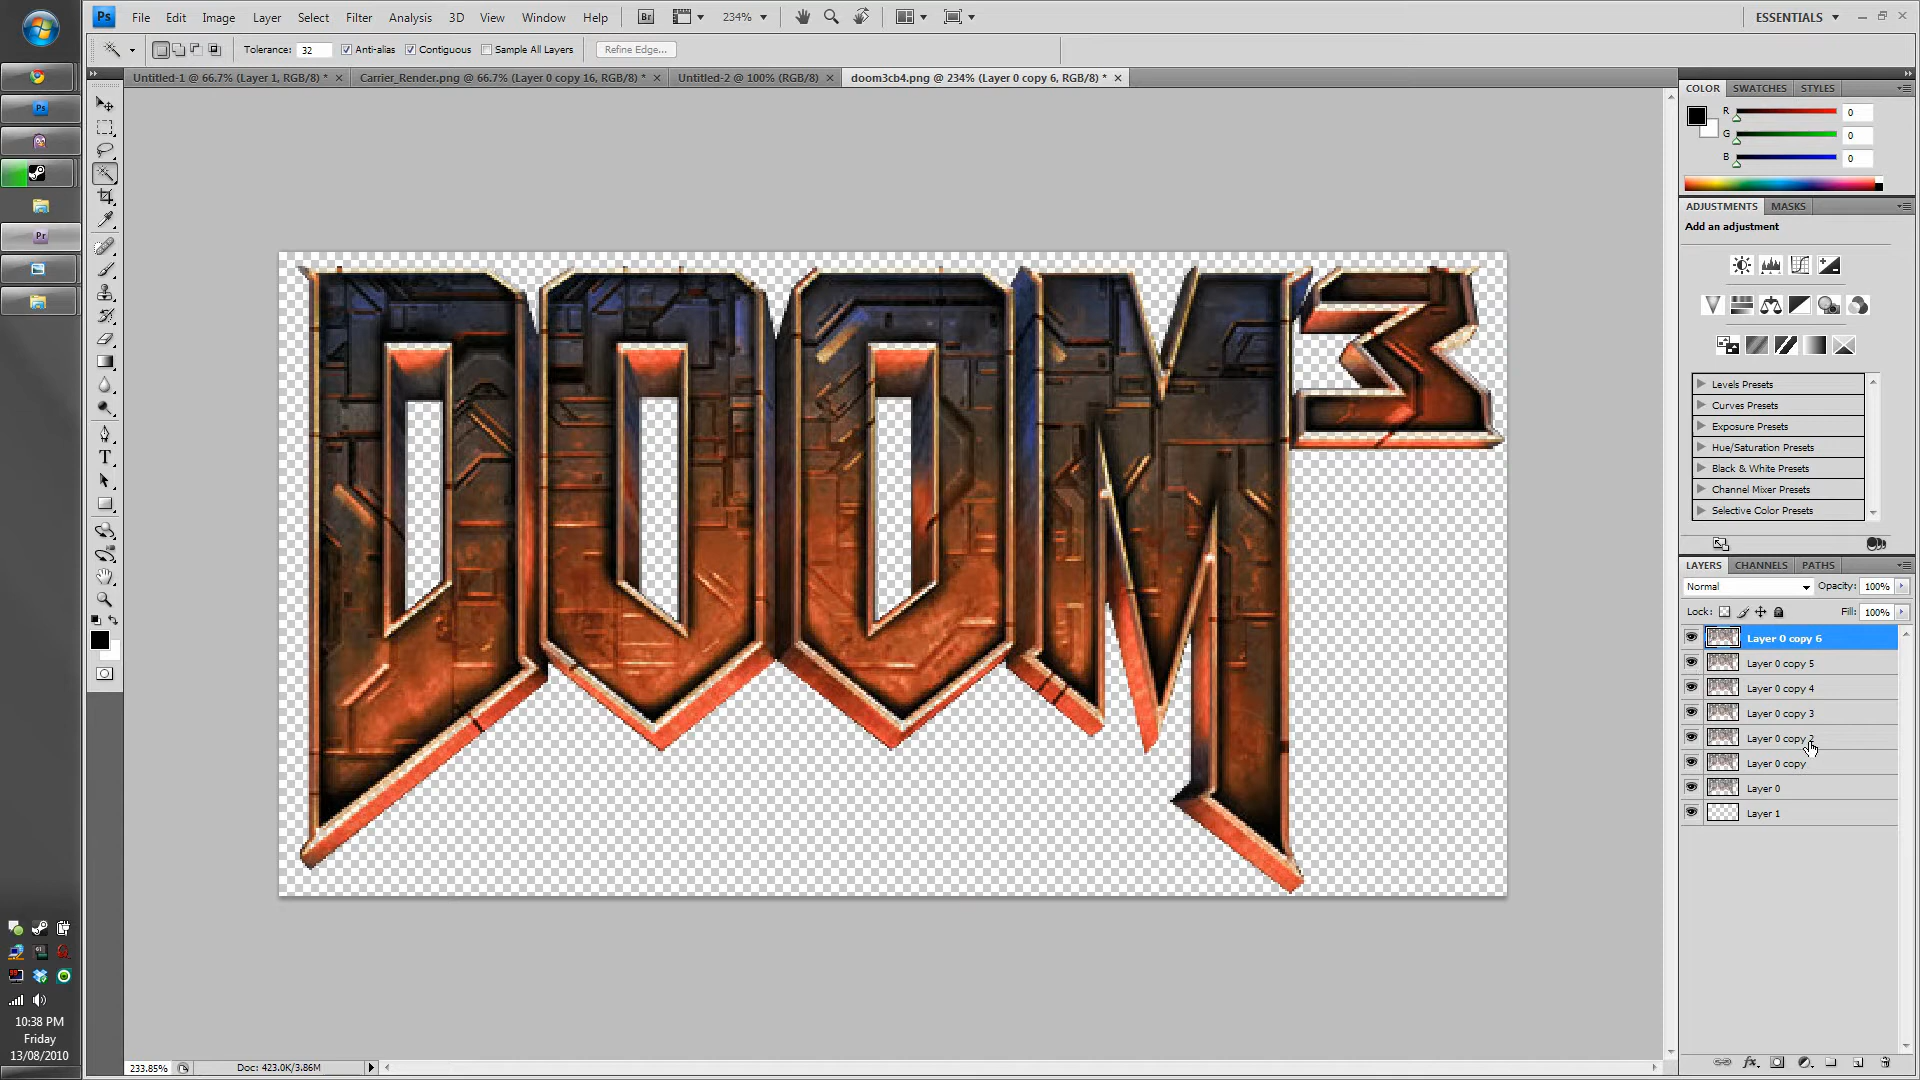 Ps File Edit Image Layer Select Filter Analysis 3D View Window Help Br 234% ESSENTIALS
Tolerance: 32 Anti-alias Contiguous Sample All Layers Refine Edge...
Untitled-1 @ 66.7% (Layer 1, RGB/8) * Carrier_Render.png @ 66.7% (Layer 0 copy 16, RGB/8) * Untitled-2 @ 100% (RGB/8) doom3cb4.png @ 234% (Layer 0 copy 6, RGB/8) *
COLOR SWATCHES STYLES
R 0
G 0
B 0
ADJUSTMENTS MASKS
Add an adjustment
DOOM 3
Levels Presets
Curves Presets
Exposure Presets
Hue/Saturation Presets
Black & White Presets
Channel Mixer Presets
Selective Color Presets
LAYERS CHANNELS PATHS
Normal Opacity: 100%
Lock: Fill: 100%
Layer 0 copy 6
Layer 0 copy 5
Layer 0 copy 4
Layer 0 copy 3
Layer 0 copy 2
Layer 0 copy
Layer 0
Layer 1
Ps
Pr
T
10:38 PM
Friday
13/08/2010
233.85% Doc: 423.0K/3.86M
fx